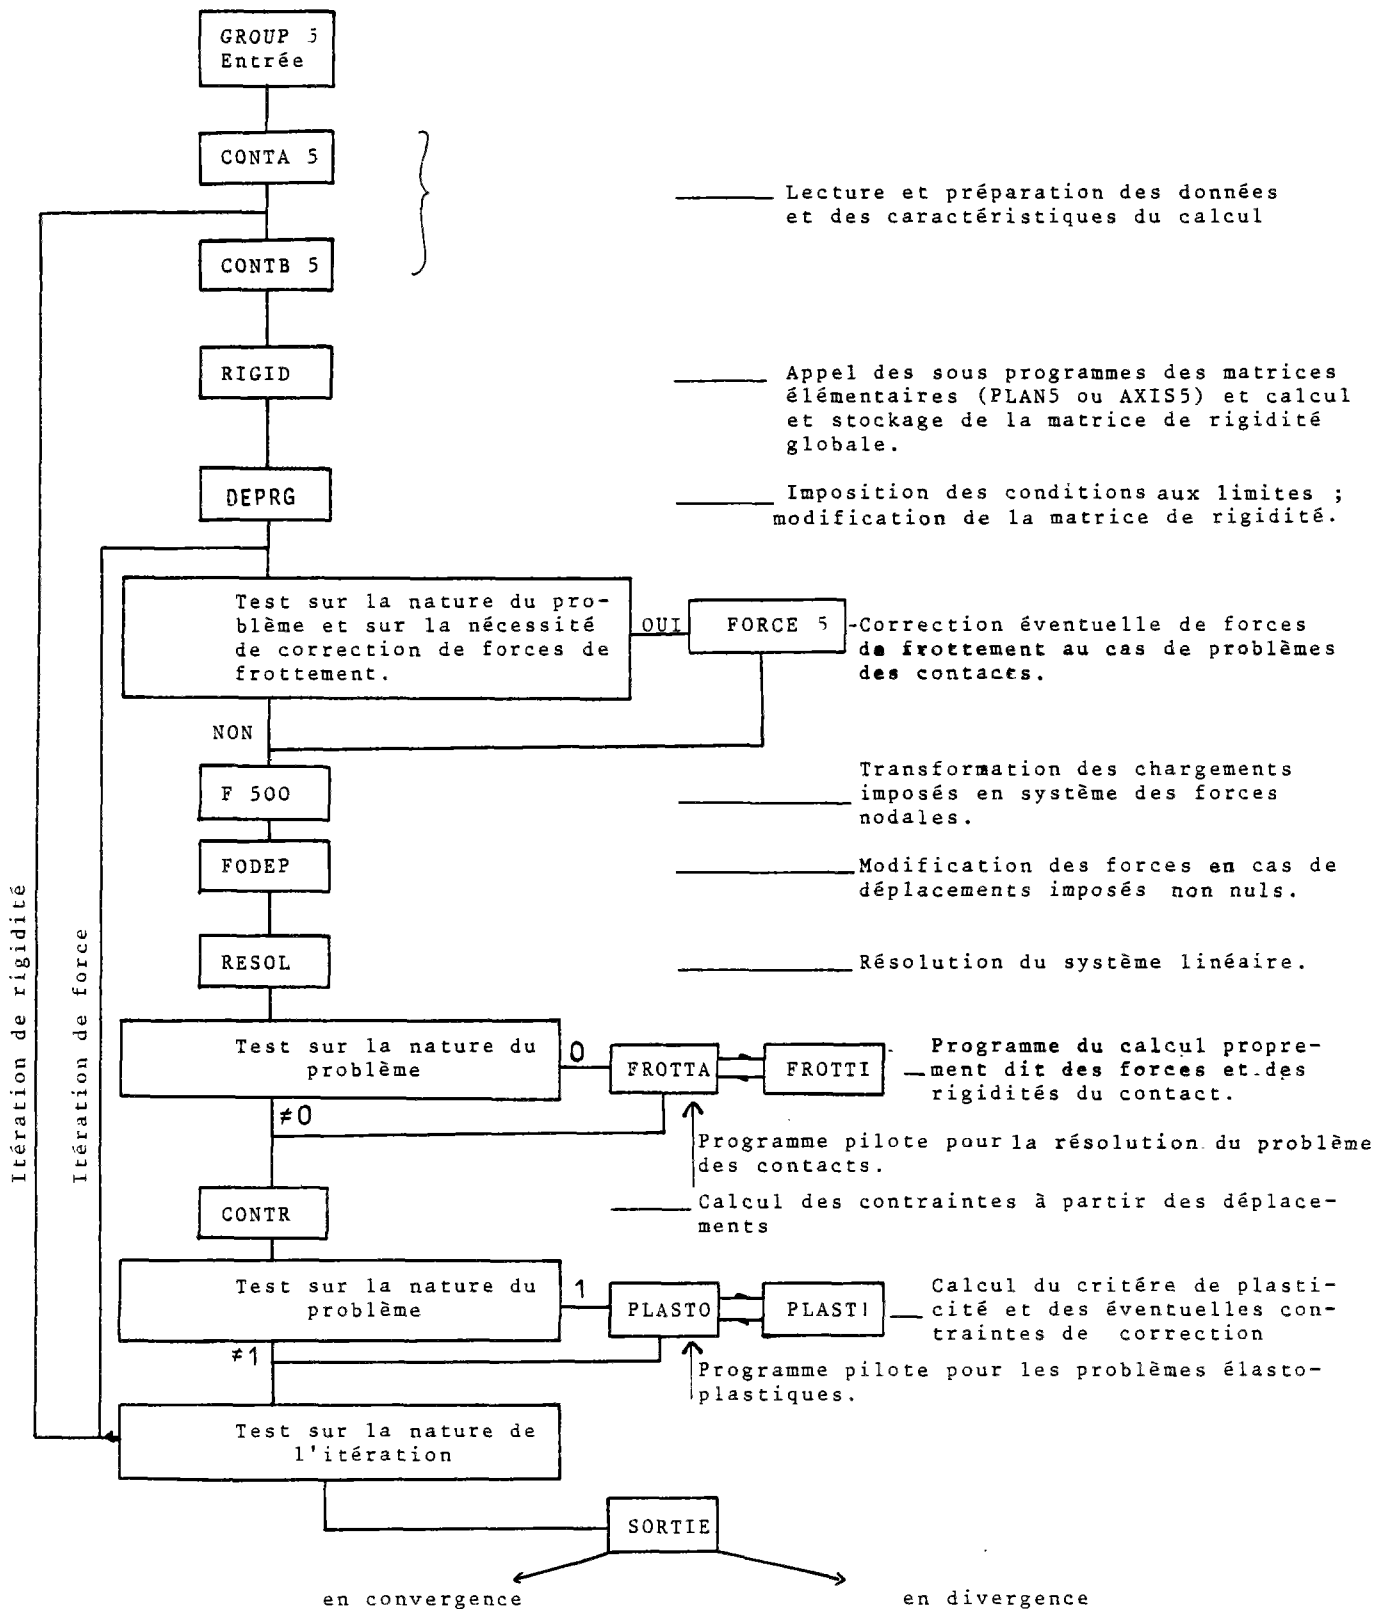 GROUP 5
Entrée
CONTA 5
Lecture et préparation des données
et des caractéristiques du calcul
CONTB 5
RIGID
Appel des sous programmes des matrices
élémentaires (PLAN5 ou AXIS5) et calcul
et stockage de la matrice de rigidité
globale.
DEPRG
Imposition des conditions aux limites ;
modification de la matrice de rigidité.
Test sur la nature du pro-
blème et sur la nécessité
de correction de forces de
frottement.
OUI
FORCE 5
Correction éventuelle de forces
de frottement au cas de problèmes
des contacts.
NON
F 500
Transformation des chargements
imposés en système des forces
nodales.
FODEP
Modification des forces en cas de
déplacements imposés non nuls.
RESOL
Résolution du système linéaire.
Itération de rigidité
Itération de force
Test sur la nature du
problème
0
FROTTA
FROTTI
Programme du calcul propre-
ment dit des forces et des
rigidités du contact.
≠0
Programme pilote pour la résolution du problème
des contacts.
CONTR
Calcul des contraintes à partir des déplace-
ments
Test sur la nature du
problème
1
PLASTO
PLASTI
Calcul du critére de plasti-
cité et des éventuelles con-
traintes de correction
≠1
Programme pilote pour les problèmes élasto-
plastiques.
Test sur la nature de
l'itération
SORTIE
en convergence
en divergence